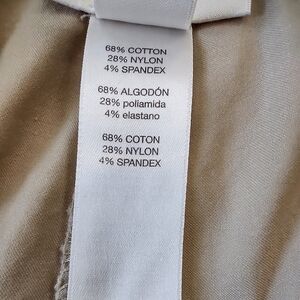 68% COTTON
28% NYLON
4% SPANDEX
68% ALGODÓN
28% poliamida
4% elastano
68% COTON
28% NYLON
4% SPANDEX